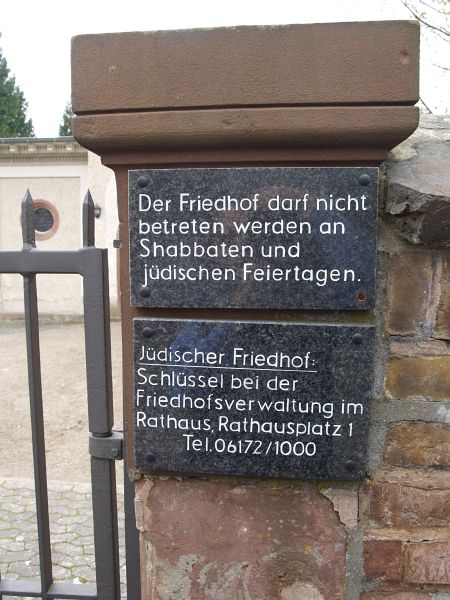 Der Friedhof darf nicht
betreten werden an
Shabbaten und
jüdischen Feiertagen.
Jüdischer Friedhof:
Schlüssel bei der
Friedhofsverwaltung im
Rathaus, Rathausplatz 1
Tel. 06172/1000